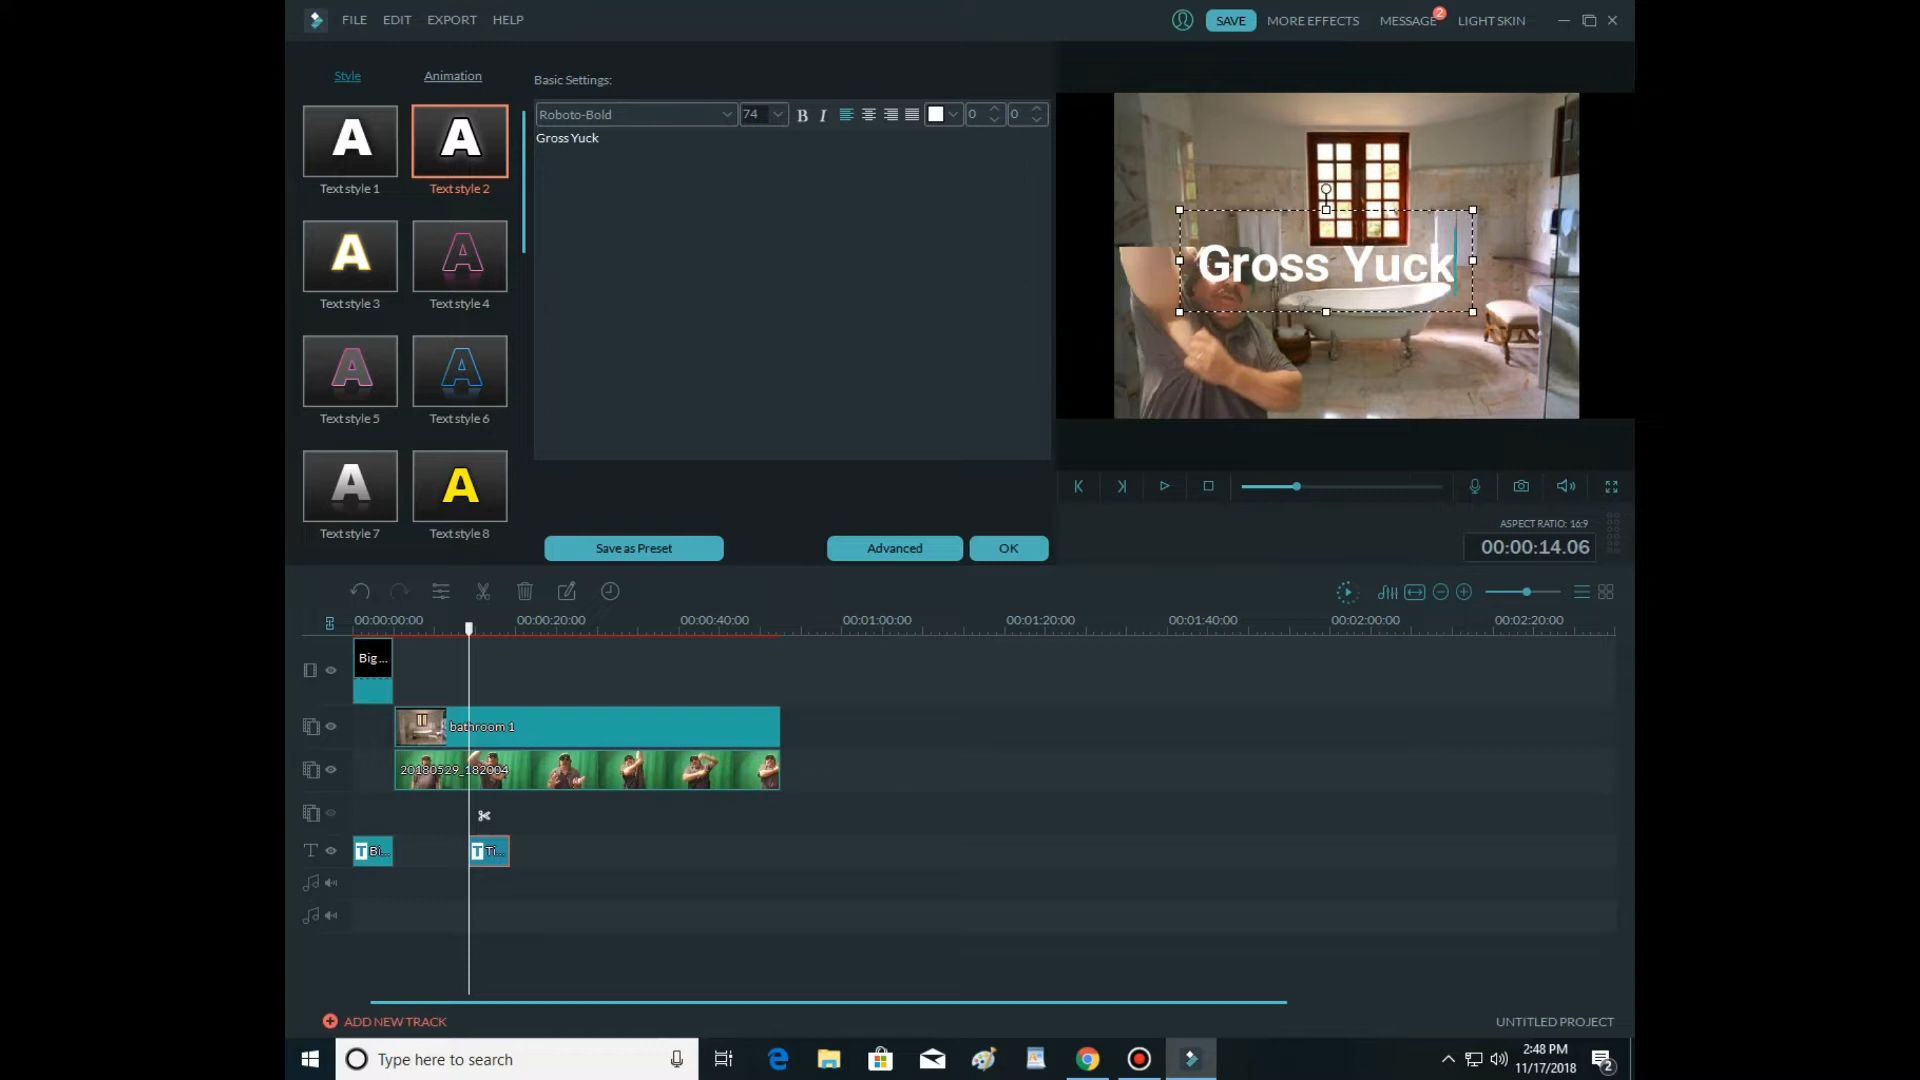 FILE EDIT EXPORT HELP
SAVE MORE EFFECTS MESSAGE 2 LIGHT SKIN
Style Animation
Basic Settings:
Roboto-Bold 74 B I 0 0
Gross Yuck
A A
Text style 1 Text style 2
A A
Text style 3 Text style 4
A A
Text style 5 Text style 6
A A
Text style 7 Text style 8
Gross Yuck
Save as Preset Advanced OK
ASPECT RATIO: 16:9
00:00:14.06
00:00:00:00 00:00:20:00 00:00:40:00 00:01:00:00 00:01:20:00 00:01:40:00 00:02:00:00 00:02:20:00
Big...
bathroom 1
20180529_182004
T T Bi... T Ti...
ADD NEW TRACK UNTITLED PROJECT
Type here to search
2:48 PM
11/17/2018
2